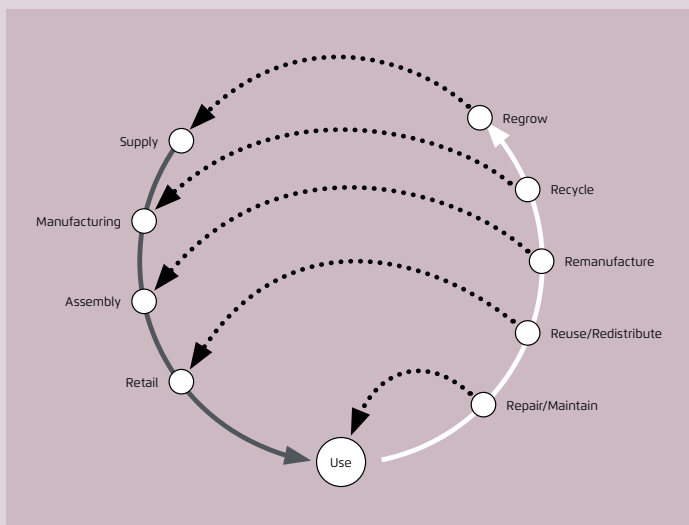 Regrow
Supply
Recycle
Manufacturing
Remanufacture
Assembly
Reuse/Redistribute
Retail
Repair/Maintain
Use